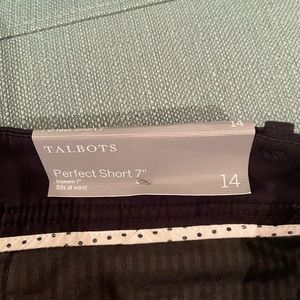 14
TALBOTS
Perfect Short 7"
Inseam 7"
Sits at waist
14